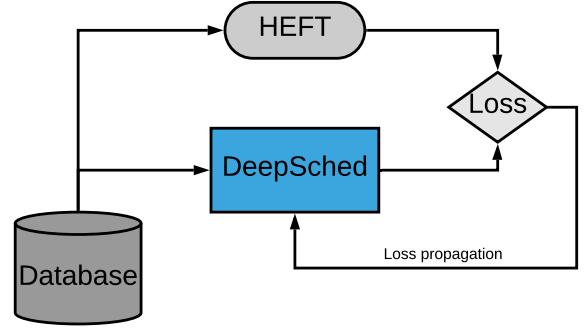 HEFT
Loss
DeepSched
Loss propagation
Database